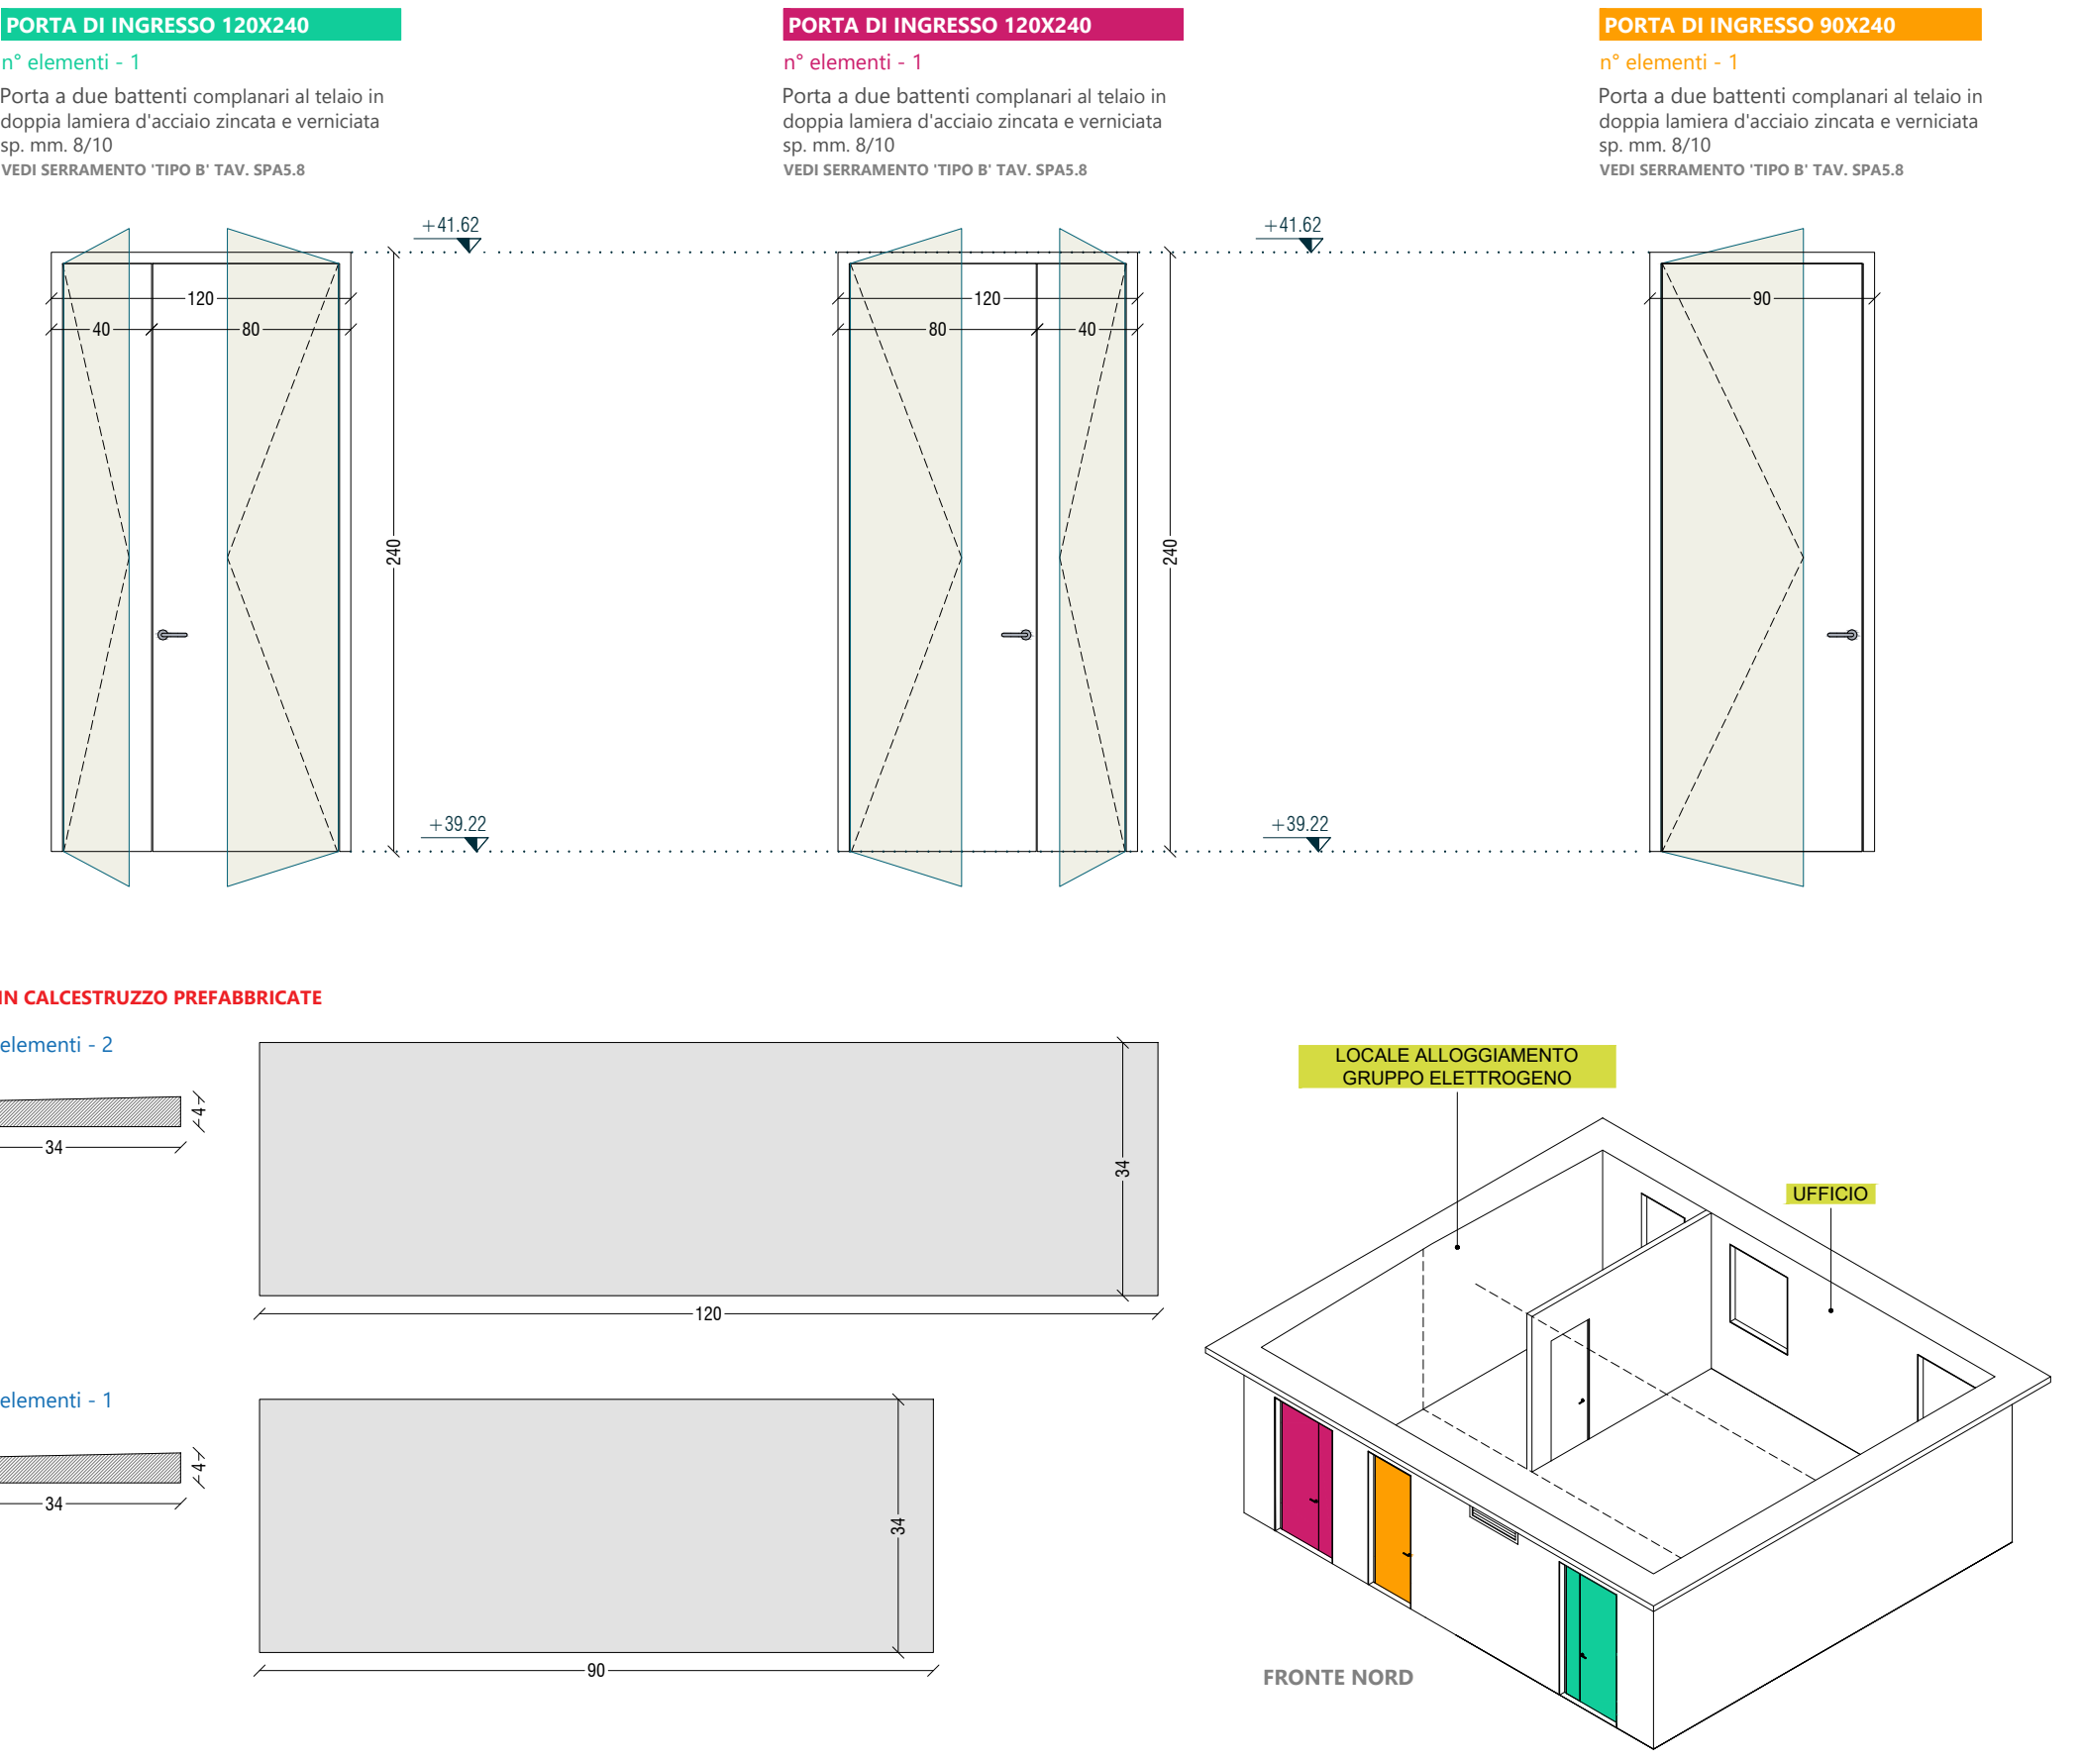 PORTA DI INGRESSO 120X240
n° elementi - 1
Porta a due battenti complanari al telaio in
doppia lamiera d'acciaio zincata e verniciata
sp. mm. 8/10
VEDI SERRAMENTO 'TIPO B' TAV. SPA5.8
PORTA DI INGRESSO 120X240
n° elementi - 1
Porta a due battenti complanari al telaio in
doppia lamiera d'acciaio zincata e verniciata
sp. mm. 8/10
VEDI SERRAMENTO 'TIPO B' TAV. SPA5.8
PORTA DI INGRESSO 90X240
n° elementi - 1
Porta a due battenti complanari al telaio in
doppia lamiera d'acciaio zincata e verniciata
sp. mm. 8/10
VEDI SERRAMENTO 'TIPO B' TAV. SPA5.8
+41.62
+41.62
120
40
80
120
80
40
90
240
240
+39.22
+39.22
IN CALCESTRUZZO PREFABBRICATE
elementi - 2
4
34
34
120
elementi - 1
4
34
34
90
LOCALE ALLOGGIAMENTO
GRUPPO ELETTROGENO
UFFICIO
FRONTE NORD